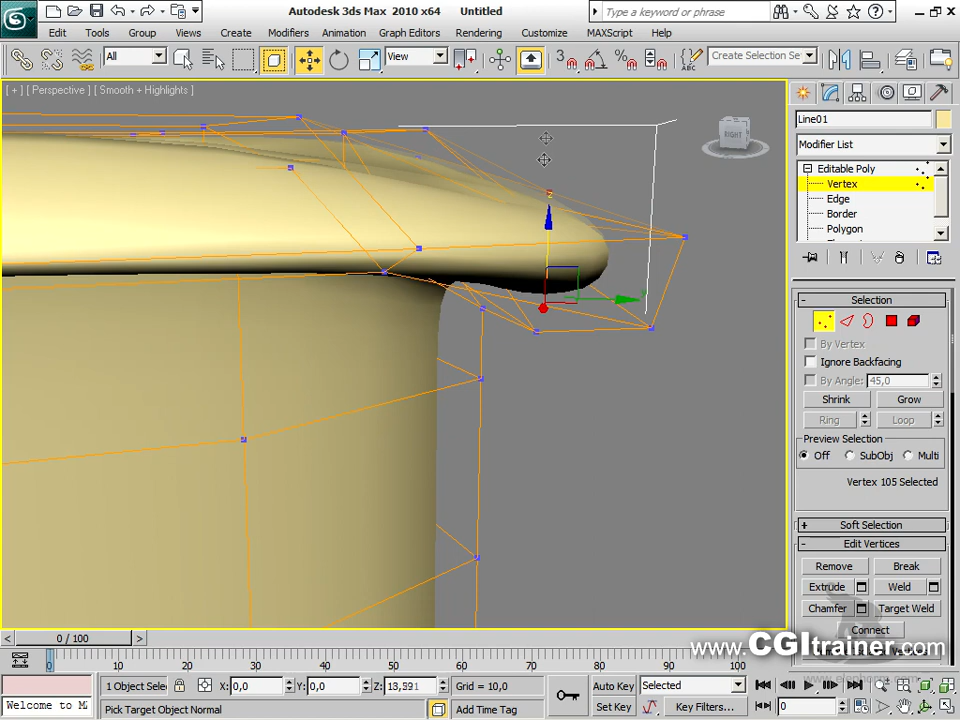 Autodesk 3ds Max 2010 x64 Untitled
Type a keyword or phrase
Edit Tools Group Views Create Modifiers Animation Graph Editors Rendering Customize MAXScript Help
All View 3 Create Selection Se
[ + ] [ Perspective ] [ Smooth + Highlights ]
RIGHT
z
y
Line01
Modifier List
Editable Poly
Vertex
Edge
Border
Polygon
- Selection
By Vertex
Ignore Backfacing
By Angle: 45,0
Shrink Grow
Ring Loop
Preview Selection
Off SubObj Multi
Vertex 105 Selected
+ Soft Selection
- Edit Vertices
Remove Break
Extrude Weld
Chamfer Target Weld
Connect
www.CGItrainer.com
< 0 / 100 >
0 10 20 30 40 50 60 70 80 90 100
1 Object Selec X: 0,0 Y: 0,0 Z: 13,591 Grid = 10,0 Auto Key Selected
Welcome to M Pick Target Object Normal Add Time Tag Set Key Key Filters... 0